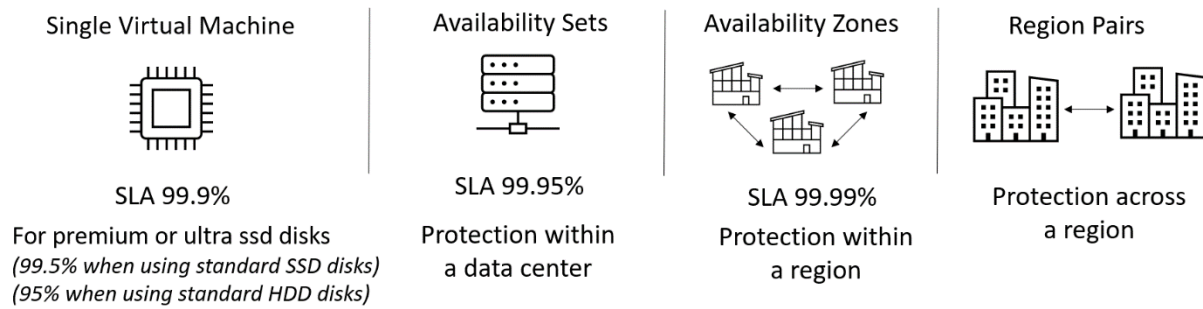 Single Virtual Machine
SLA 99.9%
For premium or ultra ssd disks
(99.5% when using standard SSD disks)
(95% when using standard HDD disks)
Availability Sets
SLA 99.95%
Protection within
a data center
Availability Zones
SLA 99.99%
Protection within
a region
Region Pairs
Protection across
a region